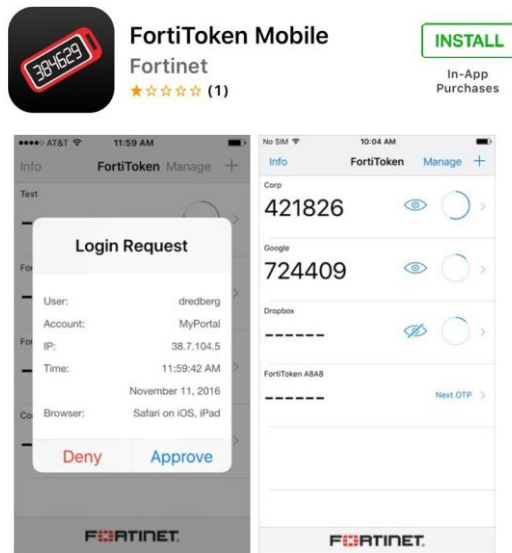 384629
FortiToken Mobile
Fortinet
(1)
INSTALL
In-App
Purchases
AT&T 11:59 AM
Info FortiToken Manage +
Test
Login Request
User: dredberg
Account: MyPortal
IP: 38.7.104.5
Time: 11:59:42 AM
November 11, 2016
Browser: Safari on iOS, iPad
Deny Approve
FORTINET
No SIM 10:04 AM
Info FortiToken Manage +
Corp
421826
Google
724409
Dropbox
------
FortiToken A8A8
------ Next OTP
FORTINET